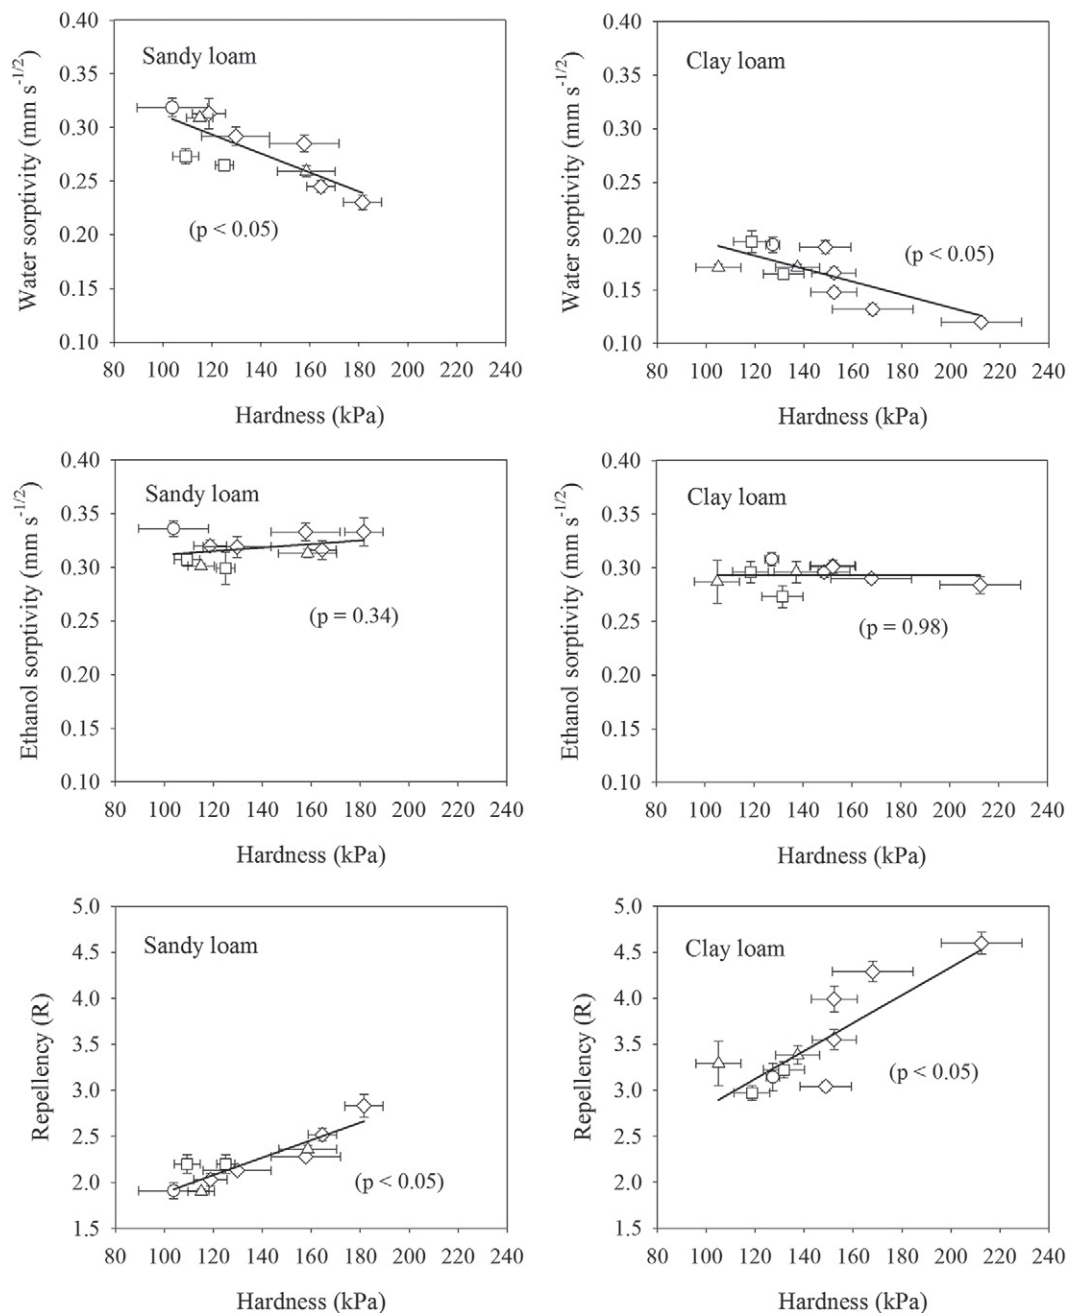 Water sorptivity (mm s-1/2)
0.40
0.35
0.30
0.25
0.20
0.15
0.10
Sandy loam
(p < 0.05)
80 100 120 140 160 180 200 220 240
Hardness (kPa)
Water sorptivity (mm s-1/2)
0.40
0.35
0.30
0.25
0.20
0.15
0.10
Clay loam
(p < 0.05)
80 100 120 140 160 180 200 220 240
Hardness (kPa)
Ethanol sorptivity (mm s-1/2)
0.40
0.35
0.30
0.25
0.20
0.15
0.10
Sandy loam
(p = 0.34)
80 100 120 140 160 180 200 220 240
Hardness (kPa)
Ethanol sorptivity (mm s-1/2)
0.40
0.35
0.30
0.25
0.20
0.15
0.10
Clay loam
(p = 0.98)
80 100 120 140 160 180 200 220 240
Hardness (kPa)
Repellency (R)
5.0
4.5
4.0
3.5
3.0
2.5
2.0
1.5
Sandy loam
(p < 0.05)
80 100 120 140 160 180 200 220 240
Hardness (kPa)
Repellency (R)
5.0
4.5
4.0
3.5
3.0
2.5
2.0
1.5
Clay loam
(p < 0.05)
80 100 120 140 160 180 200 220 240
Hardness (kPa)